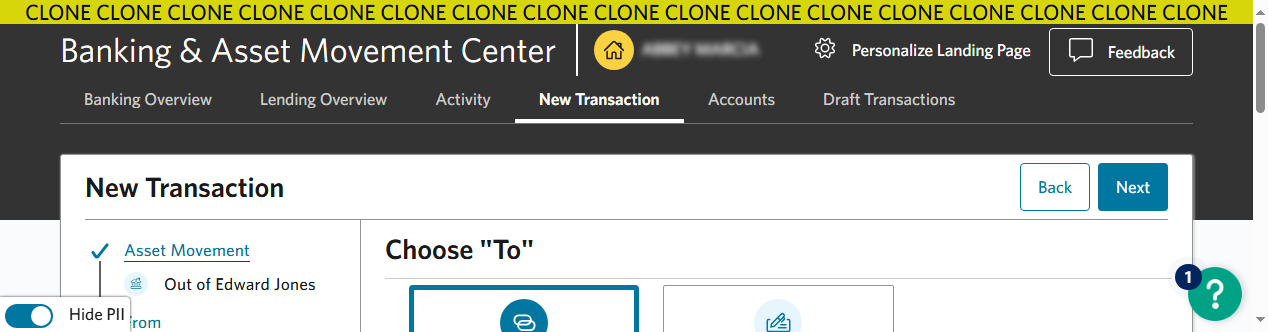 CLONE CLONE CLONE CLONE CLONE CLONE CLONE CLONE CLONE CLONE CLONE CLONE CLONE CLONE CLONE CLONE CLONE
Banking & Asset Movement Center
Personalize Landing Page
Feedback
Banking Overview
Lending Overview
Activity
New Transaction
Accounts
Draft Transactions
New Transaction
Back
Next
Asset Movement
Out of Edward Jones
From
Choose "To"
Hide PII
1
?